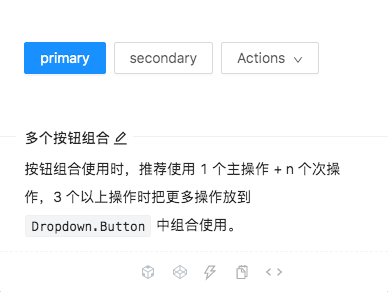 primary secondary Actions
多个按钮组合
按钮组合使用时，推荐使用 1 个主操作 + n 个次操
作，3 个以上操作时把更多操作放到
Dropdown.Button 中组合使用。